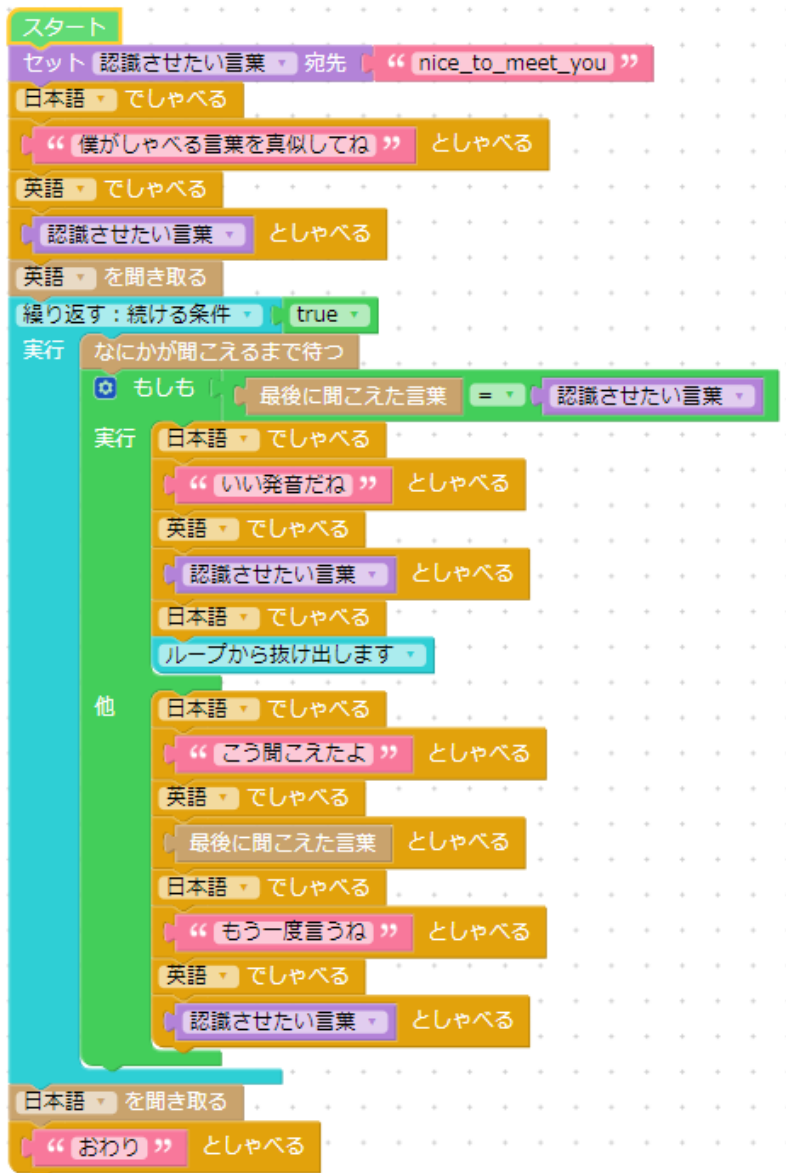 スタート
セット 認識させたい言葉 宛先 “ nice_to_meet_you ”
日本語 でしゃべる
“ 僕がしゃべる言葉を真似してね ” としゃべる
英語 でしゃべる
認識させたい言葉 としゃべる
英語 を聞き取る
繰り返す：続ける条件 true
実行 なにかが聞こえるまで待つ
もしも 最後に聞こえた言葉 = 認識させたい言葉
実行 日本語 でしゃべる
“ いい発音だね ” としゃべる
英語 でしゃべる
認識させたい言葉 としゃべる
日本語 でしゃべる
ループから抜け出します
他 日本語 でしゃべる
“ こう聞こえたよ ” としゃべる
英語 でしゃべる
最後に聞こえた言葉 としゃべる
日本語 でしゃべる
“ もう一度言うね ” としゃべる
英語 でしゃべる
認識させたい言葉 としゃべる
日本語 を聞き取る
“ おわり ” としゃべる